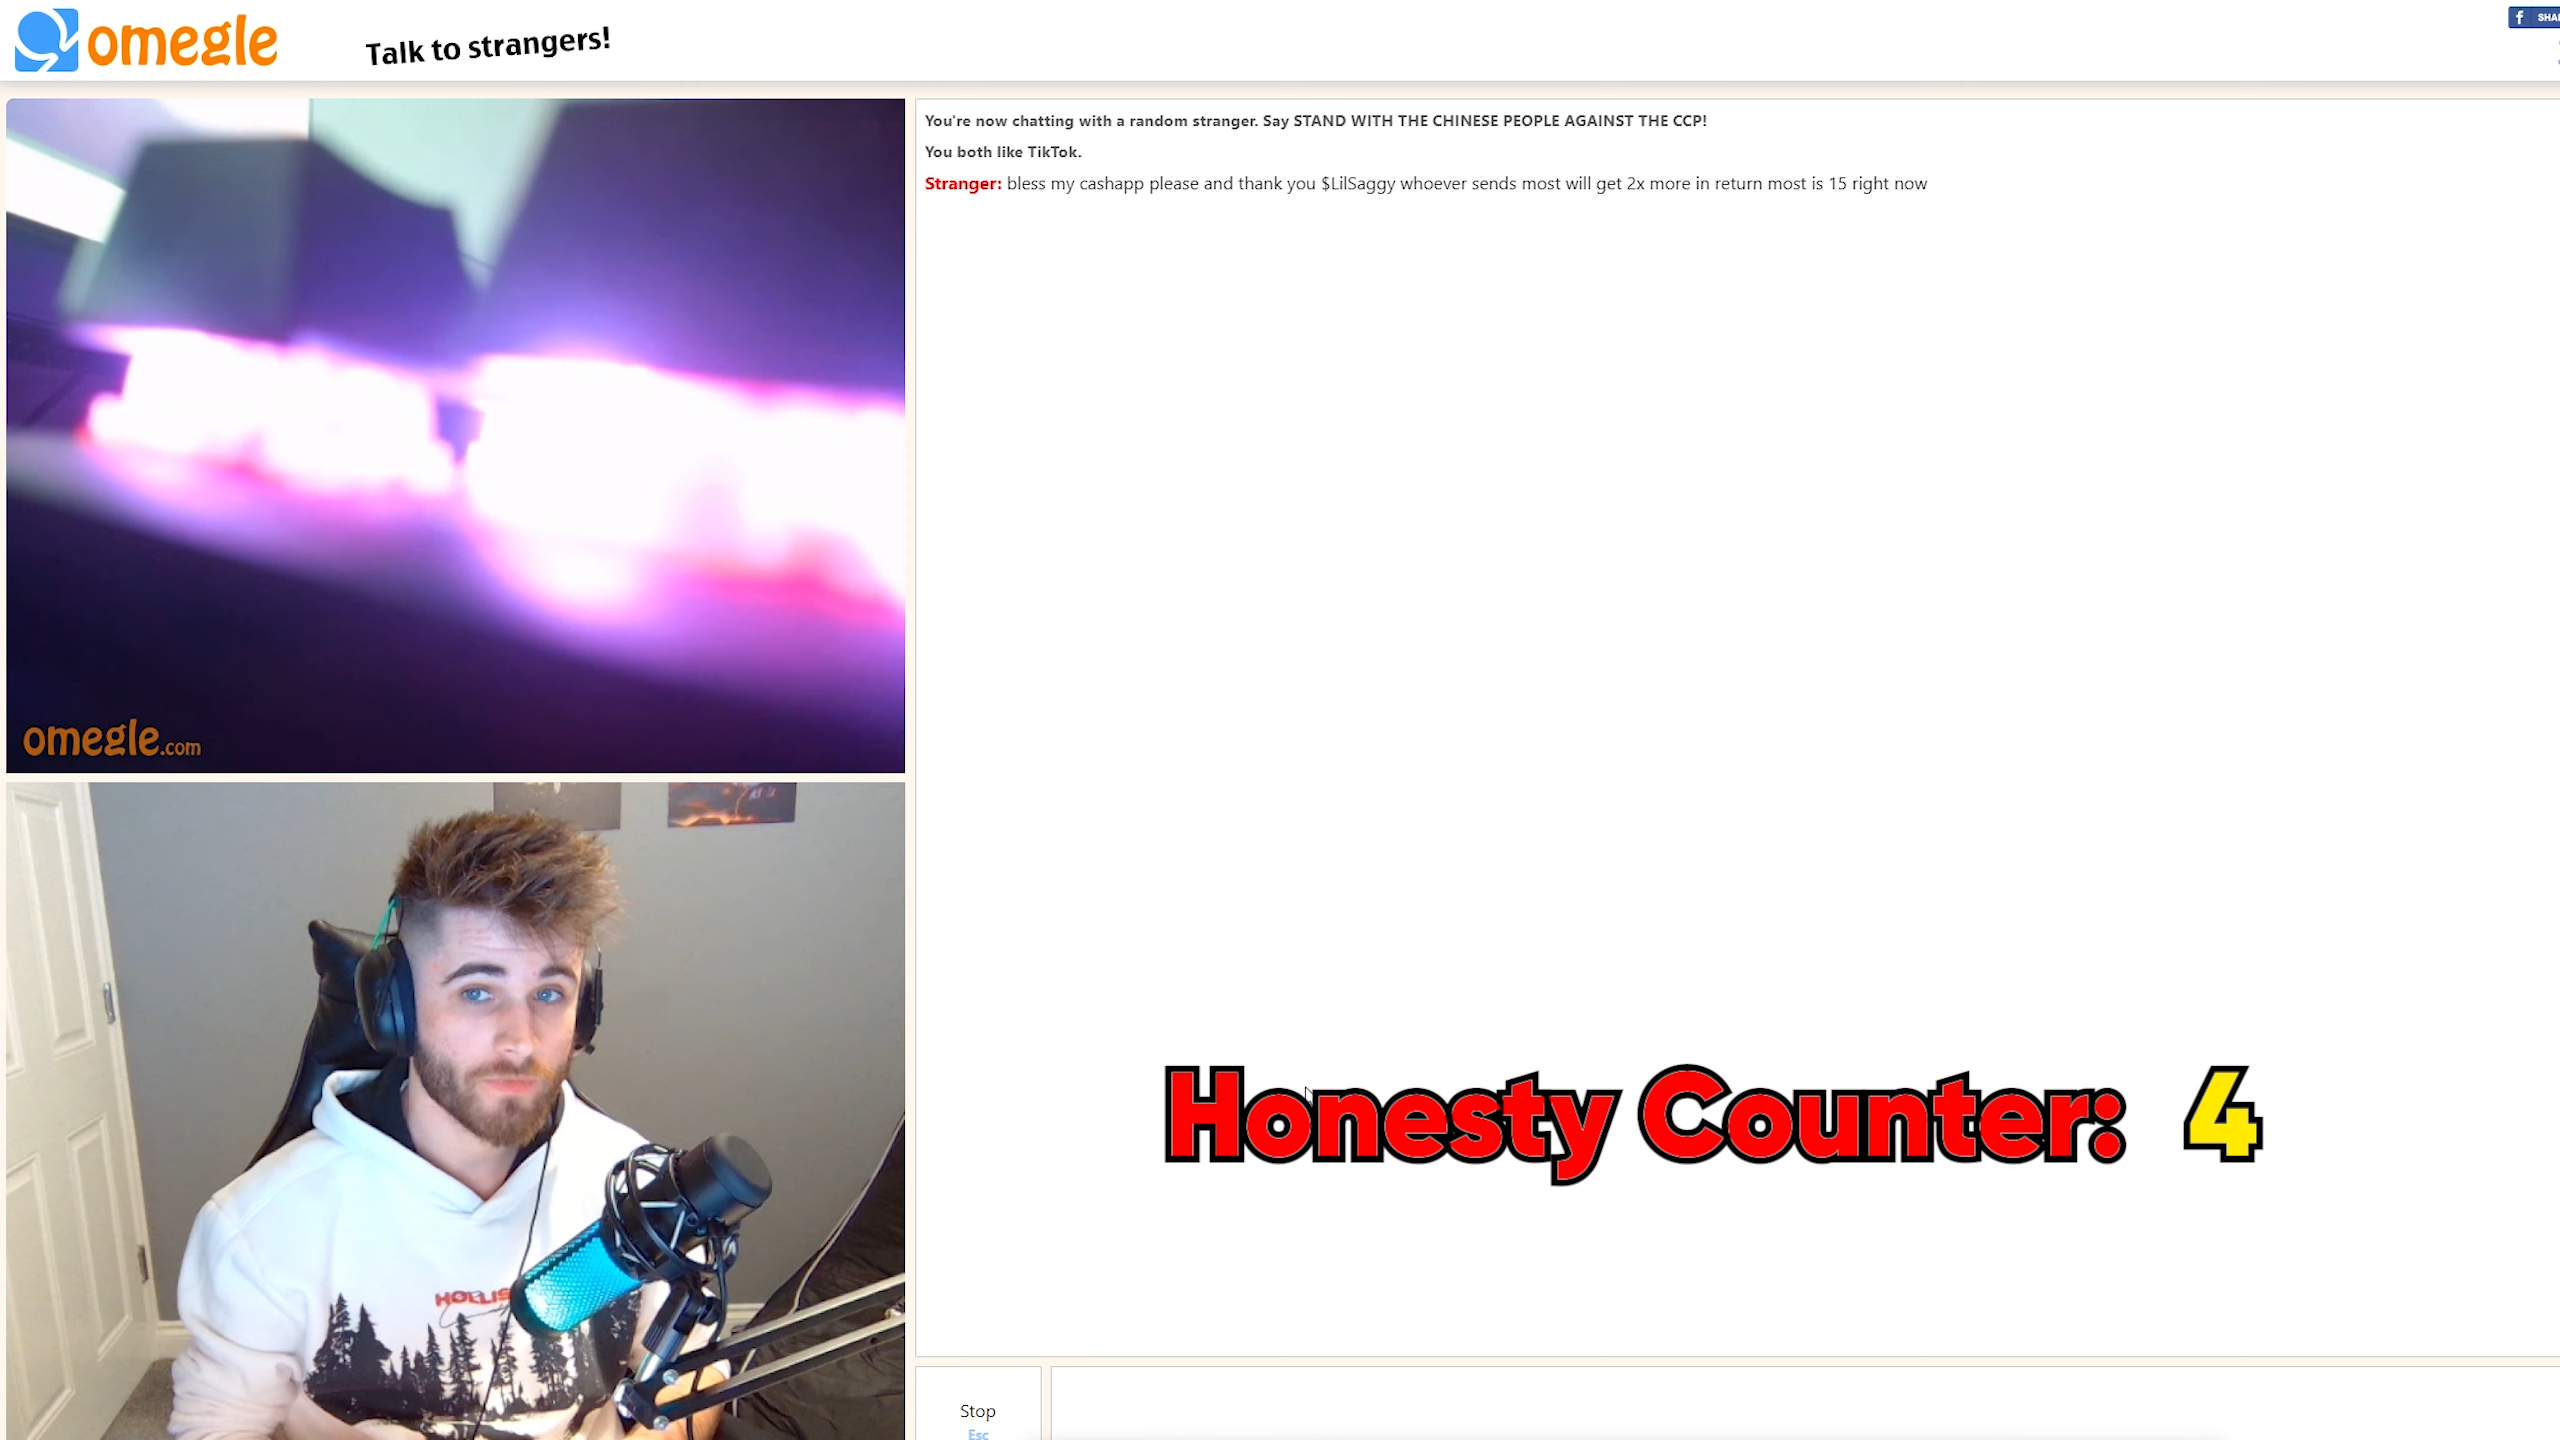 omegle
Talk to strangers!
You're now chatting with a random stranger. Say STAND WITH THE CHINESE PEOPLE AGAINST THE CCP!
You both like TikTok.
Stranger: bless my cashapp please and thank you $LilSaggy whoever sends most will get 2x more in return most is 15 right now
omegle.com
Honesty Counter: 4
Stop
Esc